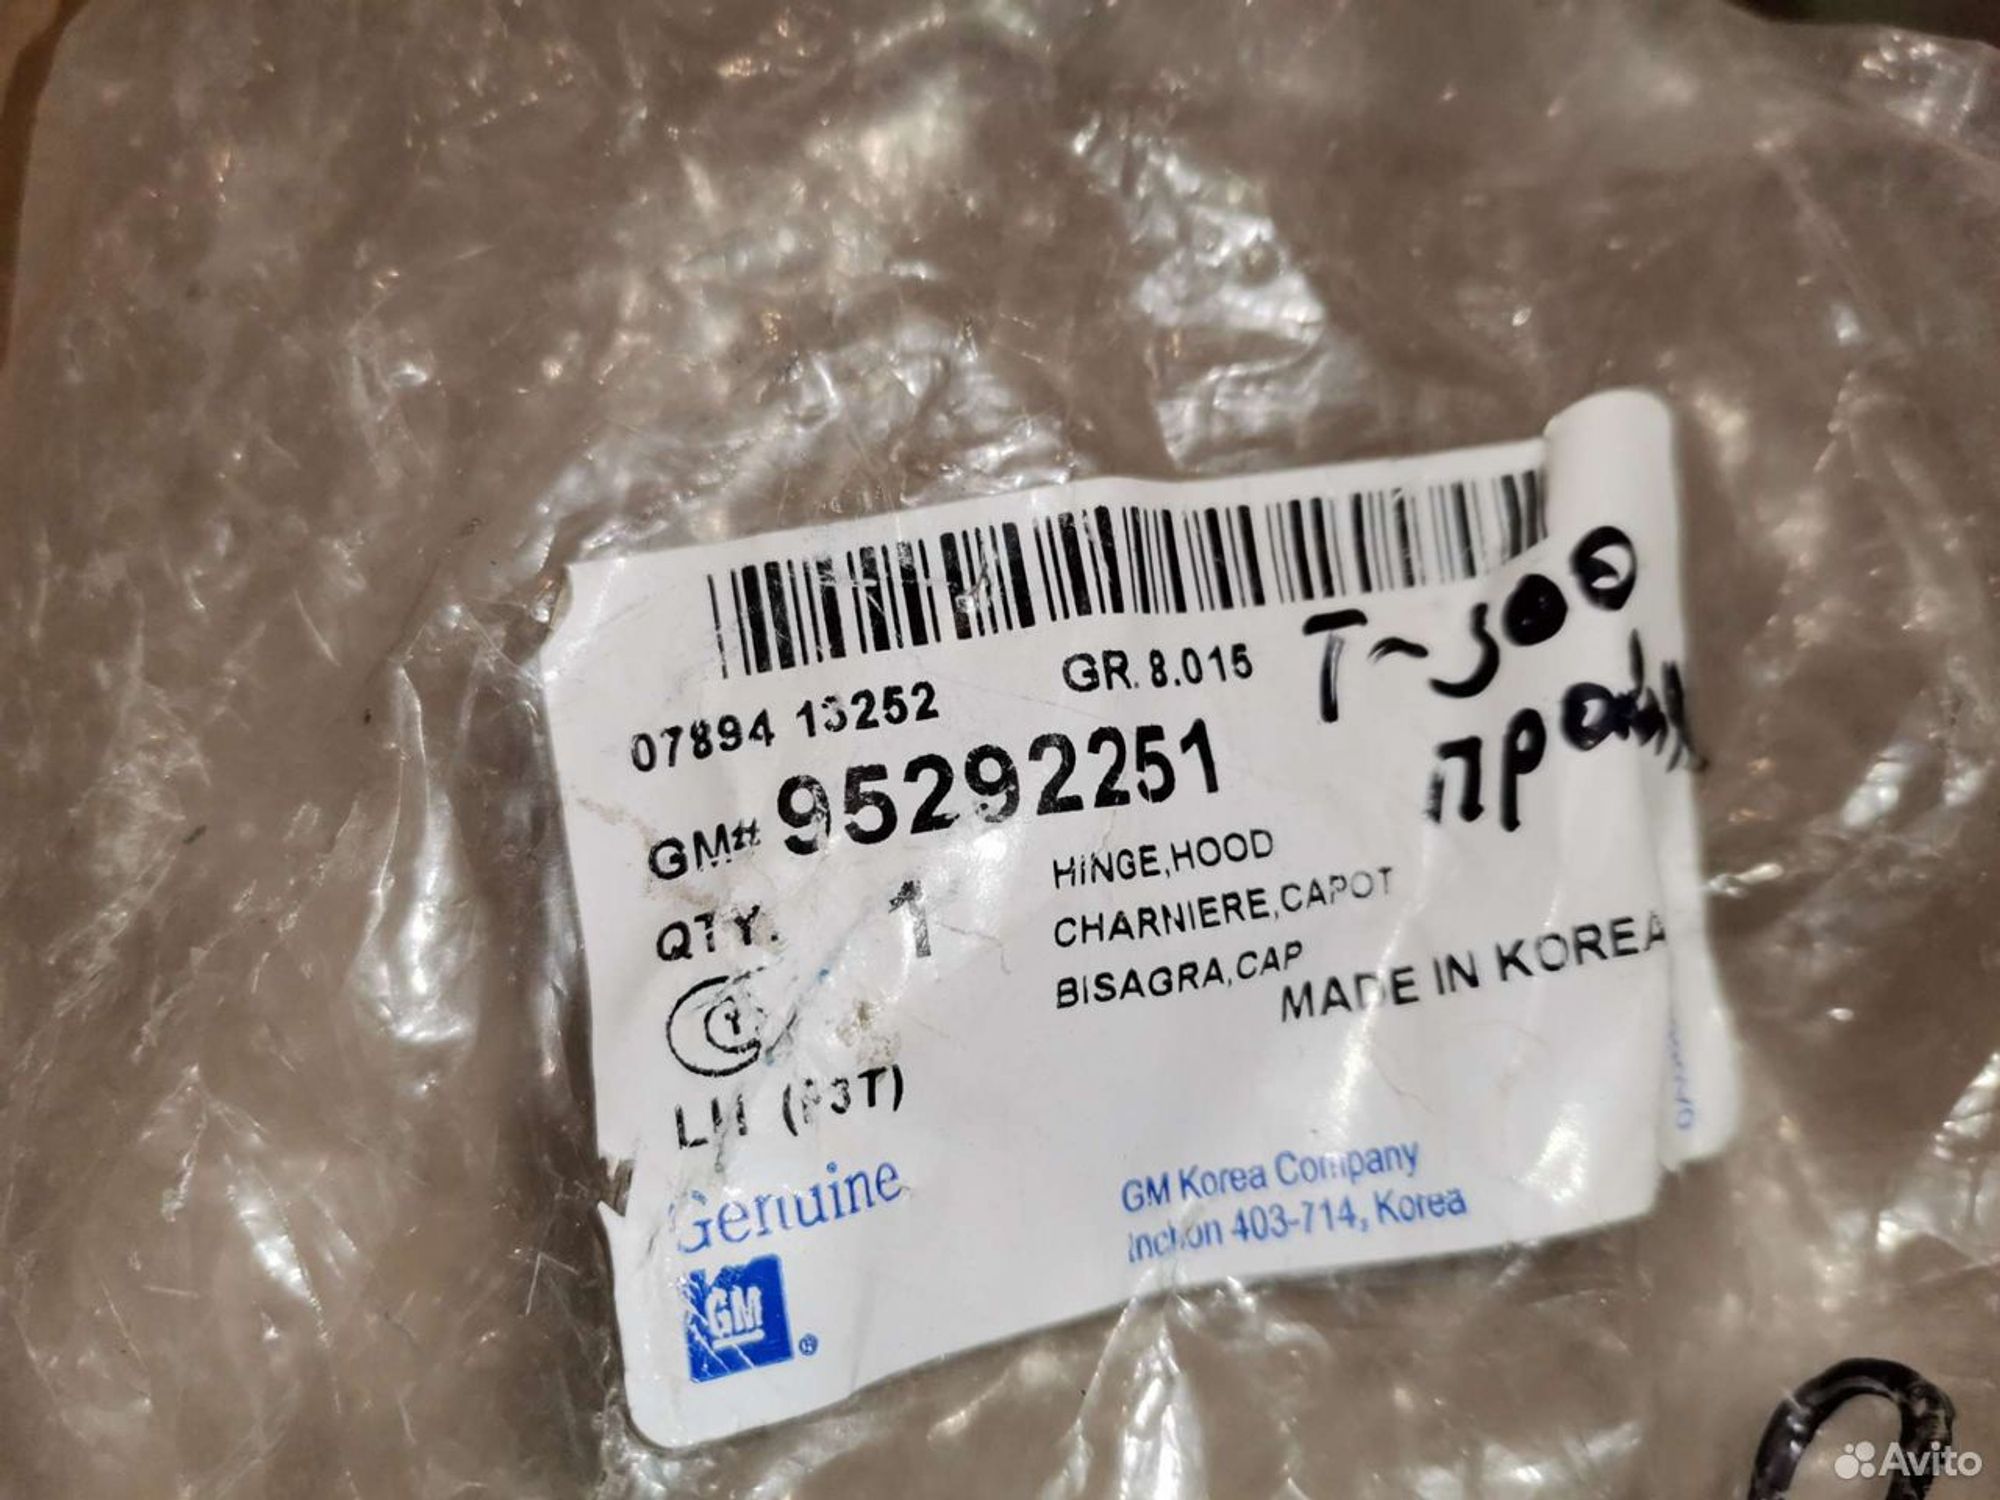 07894 13252 GR. 8.015
T-300
GM# 95292251
QTY. 1
HINGE,HOOD
CHARNIERE,CAPOT
BISAGRA,CAP
MADE IN KOREA
LH
Genuine
GM Korea Company
Inchon 403-714, Korea
GM ®
Avito